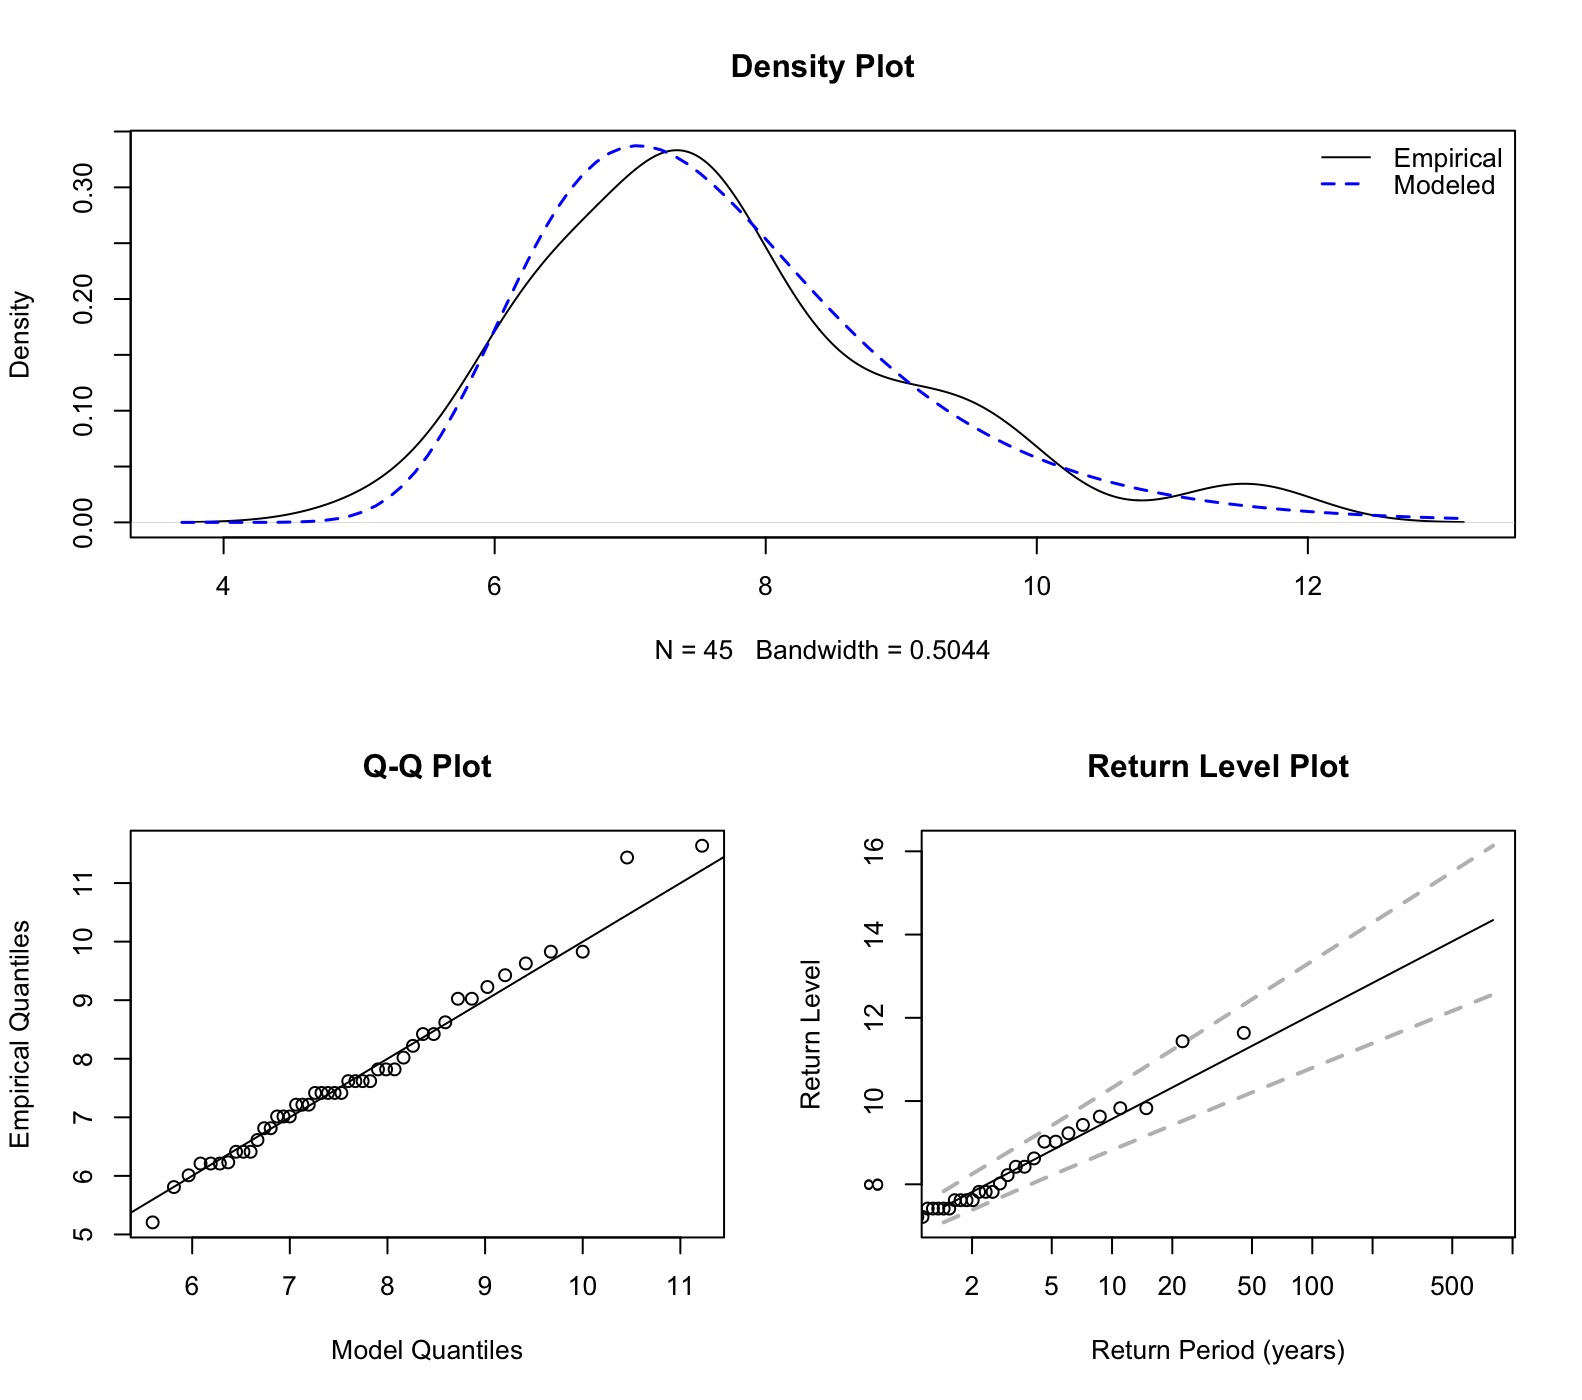 Density Plot
Empirical
Modeled
Density
0.00 0.10 0.20 0.30
4 6 8 10 12
N = 45 Bandwidth = 0.5044
Q-Q Plot
Empirical Quantiles
5 6 7 8 9 10 11
6 7 8 9 10 11
Model Quantiles
Return Level Plot
Return Level
8 10 12 14 16
2 5 10 20 50 100 500
Return Period (years)